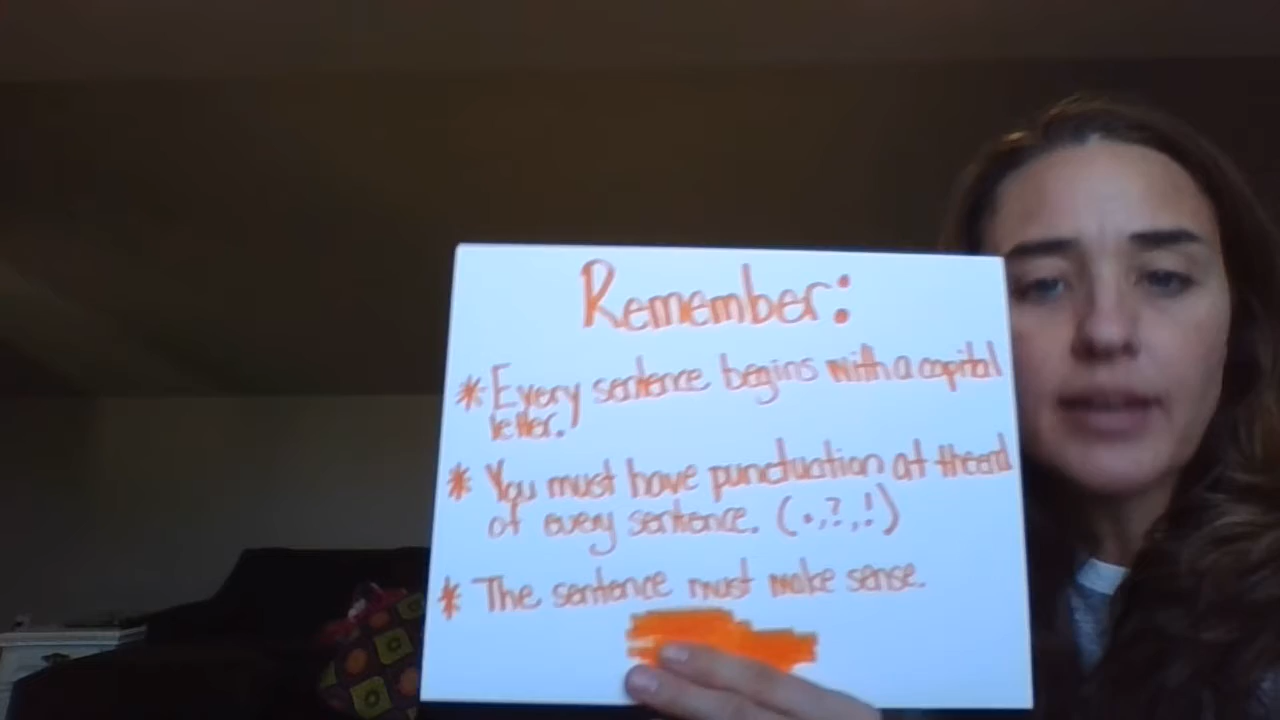 Remember:
* Every sentence begins with a capital
letter.
* You must have punctuation at the end
of every sentence. (.,?,!)
* The sentence must make sense.